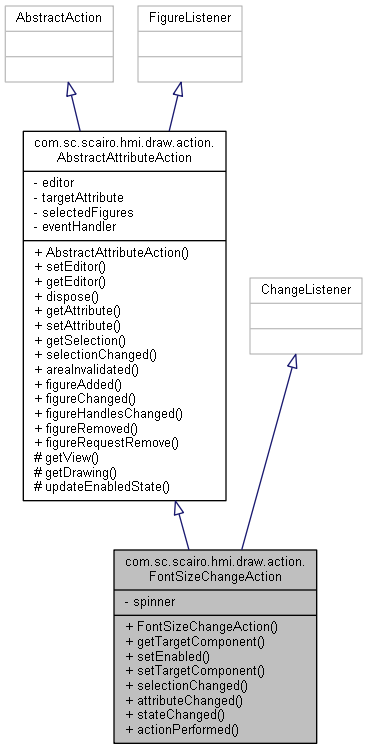 AbstractAction
FigureListener
com.sc.scairo.hmi.draw.action.
AbstractAttributeAction
- editor
- targetAttribute
- selectedFigures
- eventHandler
+ AbstractAttributeAction()
+ setEditor()
+ getEditor()
+ dispose()
+ getAttribute()
+ setAttribute()
+ getSelection()
+ selectionChanged()
+ areaInvalidated()
+ figureAdded()
+ figureChanged()
+ figureHandlesChanged()
+ figureRemoved()
+ figureRequestRemove()
# getView()
# getDrawing()
# updateEnabledState()
ChangeListener
com.sc.scairo.hmi.draw.action.
FontSizeChangeAction
- spinner
+ FontSizeChangeAction()
+ getTargetComponent()
+ setEnabled()
+ setTargetComponent()
+ selectionChanged()
+ attributeChanged()
+ stateChanged()
+ actionPerformed()